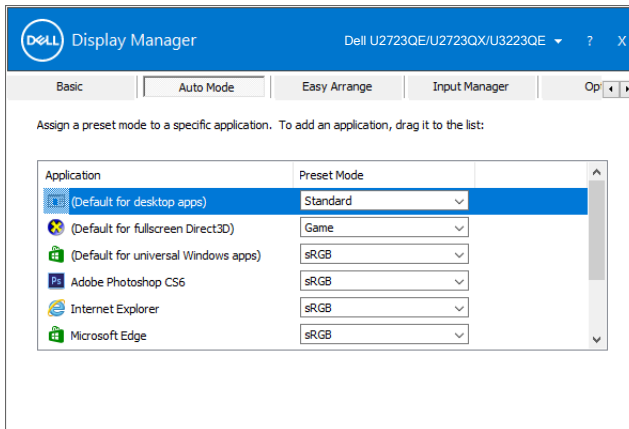 DELL Display Manager Dell U2723QE/U2723QX/U3223QE ? X
Basic Auto Mode Easy Arrange Input Manager Op
Assign a preset mode to a specific application. To add an application, drag it to the list:
Application Preset Mode
(Default for desktop apps) Standard
(Default for fullscreen Direct3D) Game
(Default for universal Windows apps) sRGB
Ps Adobe Photoshop CS6 sRGB
Internet Explorer sRGB
Microsoft Edge sRGB